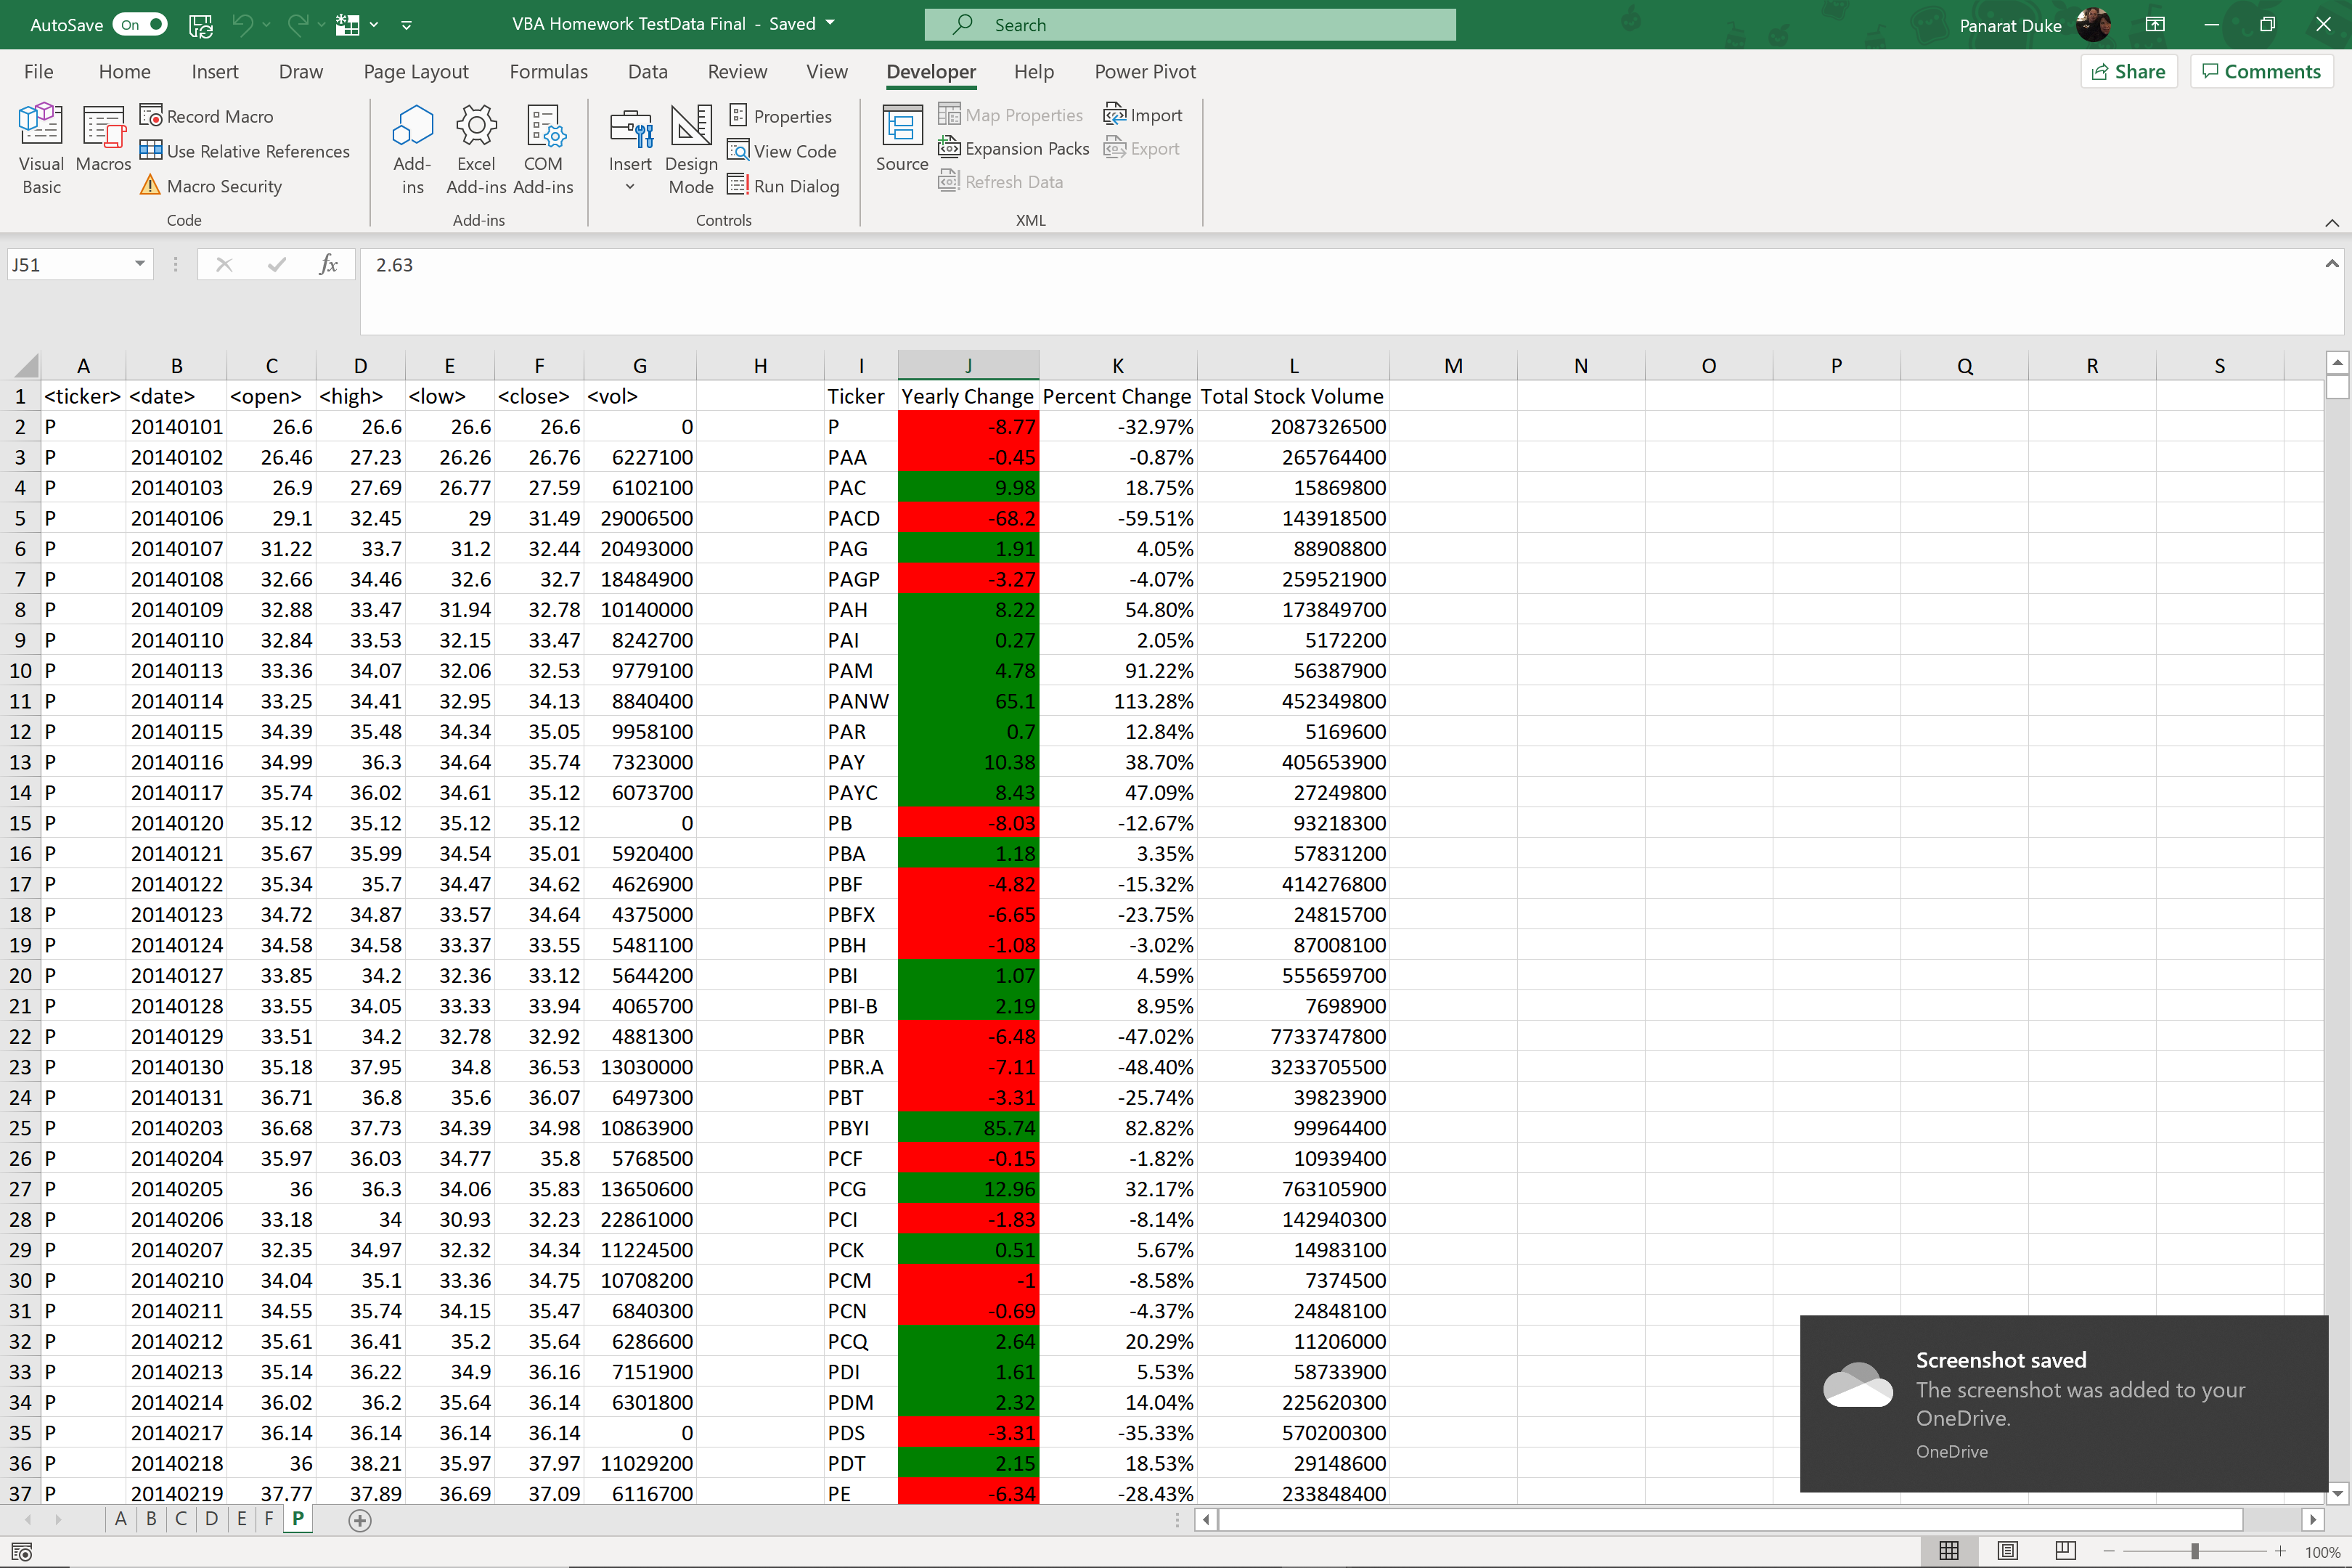 AutoSave On VBA Homework TestData Final - Saved Search Panarat Duke
File Home Insert Draw Page Layout Formulas Data Review View Developer Help Power Pivot Share Comments
Visual Basic
Macros
Record Macro
Use Relative References
Macro Security
Code
Add-ins
Excel Add-ins
COM Add-ins
Add-ins
Insert
Design Mode
Properties
View Code
Run Dialog
Controls
Source
Map Properties
Expansion Packs
Refresh Data
Import
Export
XML
J51 fx 2.63
A B C D E F G H I J K L M N O P Q R S
1 <ticker> <date> <open> <high> <low> <close> <vol> Ticker Yearly Change Percent Change Total Stock Volume
2 P 20140101 26.6 26.6 26.6 26.6 0 P -8.77 -32.97% 2087326500
3 P 20140102 26.46 27.23 26.26 26.76 6227100 PAA -0.45 -0.87% 265764400
4 P 20140103 26.9 27.69 26.77 27.59 6102100 PAC 9.98 18.75% 15869800
5 P 20140106 29.1 32.45 29 31.49 29006500 PACD -68.2 -59.51% 143918500
6 P 20140107 31.22 33.7 31.2 32.44 20493000 PAG 1.91 4.05% 88908800
7 P 20140108 32.66 34.46 32.6 32.7 18484900 PAGP -3.27 -4.07% 259521900
8 P 20140109 32.88 33.47 31.94 32.78 10140000 PAH 8.22 54.80% 173849700
9 P 20140110 32.84 33.53 32.15 33.47 8242700 PAI 0.27 2.05% 5172200
10 P 20140113 33.36 34.07 32.06 32.53 9779100 PAM 4.78 91.22% 56387900
11 P 20140114 33.25 34.41 32.95 34.13 8840400 PANW 65.1 113.28% 452349800
12 P 20140115 34.39 35.48 34.34 35.05 9958100 PAR 0.7 12.84% 5169600
13 P 20140116 34.99 36.3 34.64 35.74 7323000 PAY 10.38 38.70% 405653900
14 P 20140117 35.74 36.02 34.61 35.12 6073700 PAYC 8.43 47.09% 27249800
15 P 20140120 35.12 35.12 35.12 35.12 0 PB -8.03 -12.67% 93218300
16 P 20140121 35.67 35.99 34.54 35.01 5920400 PBA 1.18 3.35% 57831200
17 P 20140122 35.34 35.7 34.47 34.62 4626900 PBF -4.82 -15.32% 414276800
18 P 20140123 34.72 34.87 33.57 34.64 4375000 PBFX -6.65 -23.75% 24815700
19 P 20140124 34.58 34.58 33.37 33.55 5481100 PBH -1.08 -3.02% 87008100
20 P 20140127 33.85 34.2 32.36 33.12 5644200 PBI 1.07 4.59% 555659700
21 P 20140128 33.55 34.05 33.33 33.94 4065700 PBI-B 2.19 8.95% 7698900
22 P 20140129 33.51 34.2 32.78 32.92 4881300 PBR -6.48 -47.02% 7733747800
23 P 20140130 35.18 37.95 34.8 36.53 13030000 PBR.A -7.11 -48.40% 3233705500
24 P 20140131 36.71 36.8 35.6 36.07 6497300 PBT -3.31 -25.74% 39823900
25 P 20140203 36.68 37.73 34.39 34.98 10863900 PBYI 85.74 82.82% 99964400
26 P 20140204 35.97 36.03 34.77 35.8 5768500 PCF -0.15 -1.82% 10939400
27 P 20140205 36 36.3 34.06 35.83 13650600 PCG 12.96 32.17% 763105900
28 P 20140206 33.18 34 30.93 32.23 22861000 PCI -1.83 -8.14% 142940300
29 P 20140207 32.35 34.97 32.32 34.34 11224500 PCK 0.51 5.67% 14983100
30 P 20140210 34.04 35.1 33.36 34.75 10708200 PCM -1 -8.58% 7374500
31 P 20140211 34.55 35.74 34.15 35.47 6840300 PCN -0.69 -4.37% 24848100
32 P 20140212 35.61 36.41 35.2 35.64 6286600 PCQ 2.64 20.29% 11206000
33 P 20140213 35.14 36.22 34.9 36.16 7151900 PDI 1.61 5.53% 58733900
34 P 20140214 36.02 36.2 35.64 36.14 6301800 PDM 2.32 14.04% 225620300
35 P 20140217 36.14 36.14 36.14 36.14 0 PDS -3.31 -35.33% 570200300
36 P 20140218 36 38.21 35.97 37.97 11029200 PDT 2.15 18.53% 29148600
37 P 20140219 37.77 37.89 36.69 37.09 6116700 PE -6.34 -28.43% 233848400
Screenshot saved
The screenshot was added to your
OneDrive.
OneDrive
A B C D E F P
100%